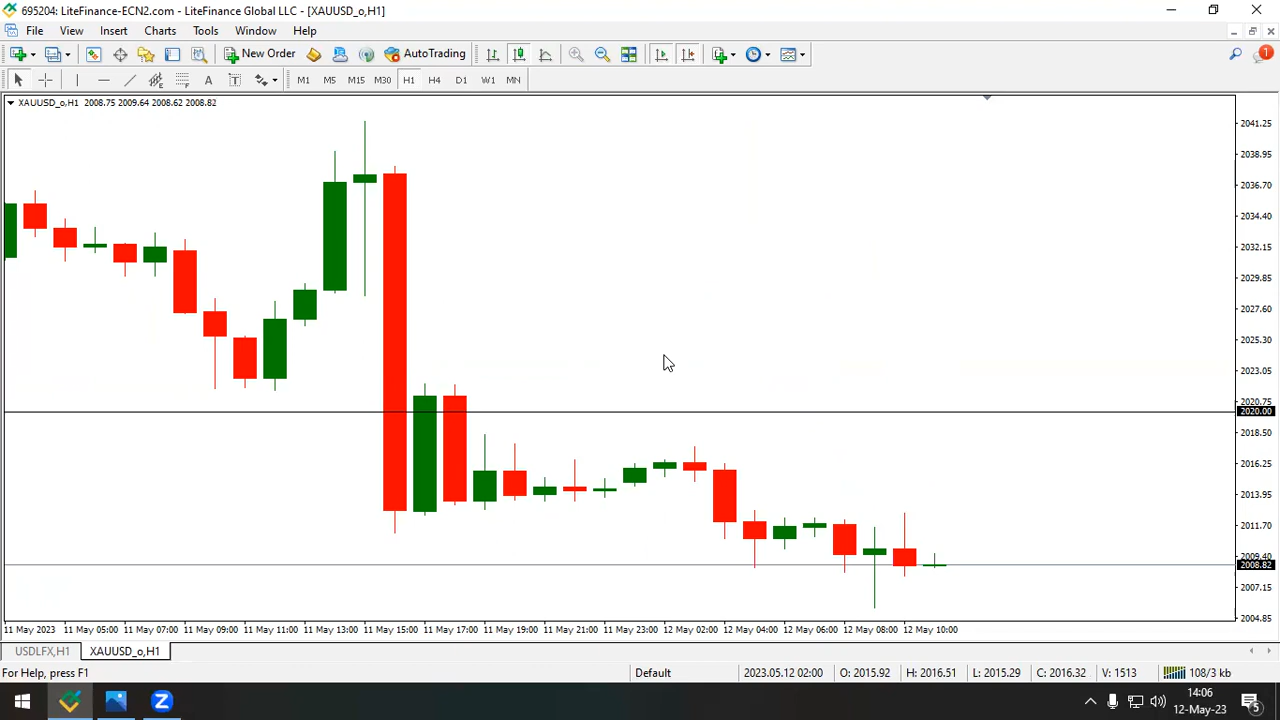 695204: LiteFinance-ECN2.com - LiteFinance Global LLC - [XAUUSD_o,H1]
File View Insert Charts Tools Window Help
New Order AutoTrading 1
A T M1 M5 M15 M30 H1 H4 D1 W1 MN
XAUUSD_o,H1 2008.75 2009.64 2008.62 2008.82
2041.25
2038.95
2036.70
2034.40
2032.15
2029.85
2027.60
2025.30
2023.05
2020.75
2020.00
2018.50
2016.25
2013.95
2011.70
2009.40
2008.82
2007.15
2004.85
11 May 2023 11 May 05:00 11 May 07:00 11 May 09:00 11 May 11:00 11 May 13:00 11 May 15:00 11 May 17:00 11 May 19:00 11 May 21:00 11 May 23:00 12 May 02:00 12 May 04:00 12 May 06:00 12 May 08:00 12 May 10:00
USDLFX,H1 XAUUSD_o,H1
For Help, press F1 Default 2023.05.12 02:00 O: 2015.92 H: 2016.51 L: 2015.29 C: 2016.32 V: 1513 108/3 kb
14:06
12-May-23 5